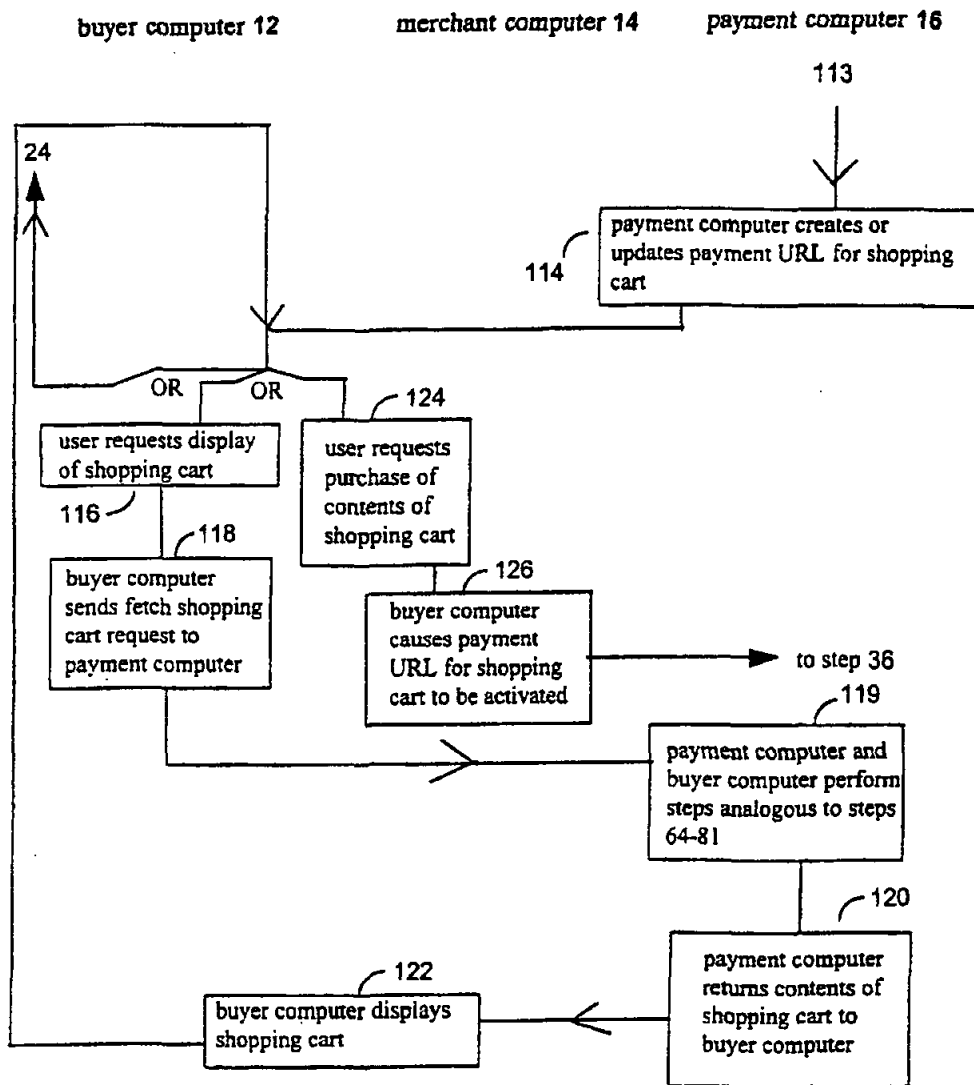 buyer computer 12 merchant computer 14 payment computer 16
113
24
payment computer creates or
updates payment URL for shopping
cart
114
OR
OR
124
user requests display
of shopping cart
116
user requests
purchase of
contents of
shopping cart
118
buyer computer
sends fetch shopping
cart request to
payment computer
126
buyer computer
causes payment
URL for shopping
cart to be activated
to step 36
119
payment computer and
buyer computer perform
steps analogous to steps
64-81
120
payment computer
returns contents of
shopping cart to
buyer computer
122
buyer computer displays
shopping cart